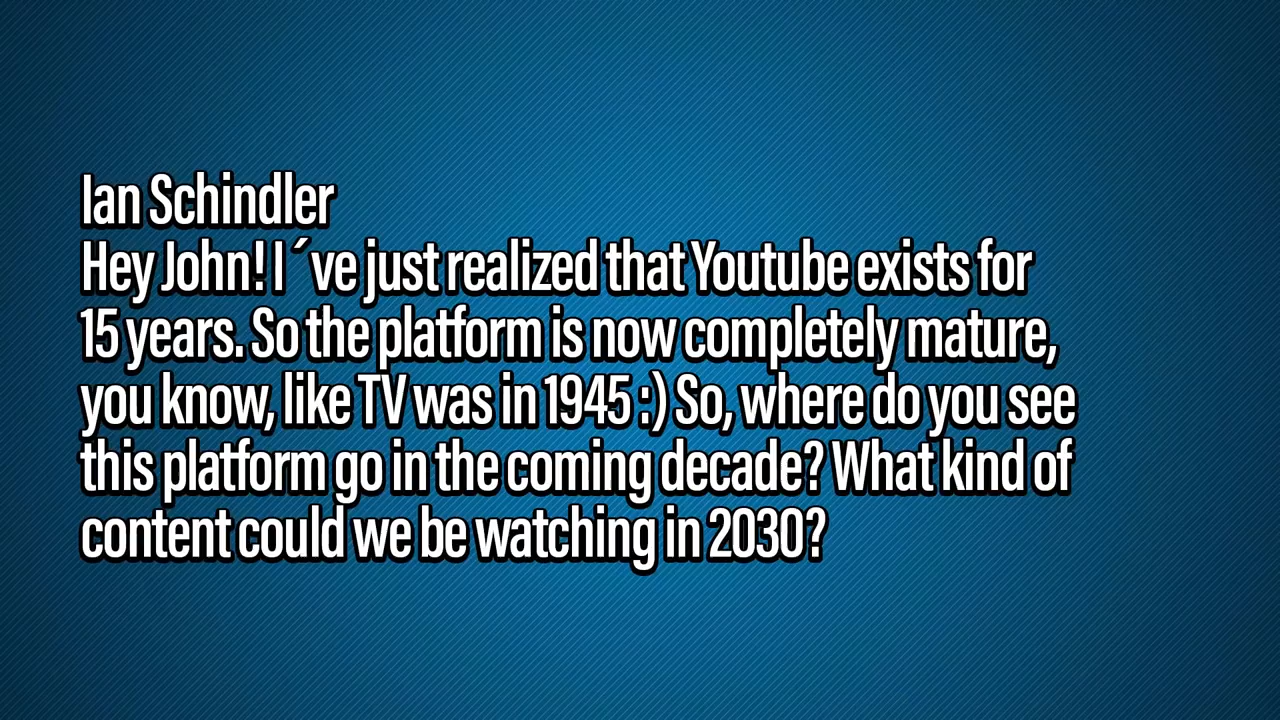 Ian Schindler
Hey John! I´ve just realized that Youtube exists for
15 years. So the platform is now completely mature,
you know, like TV was in 1945 :) So, where do you see
this platform go in the coming decade? What kind of
content could we be watching in 2030?